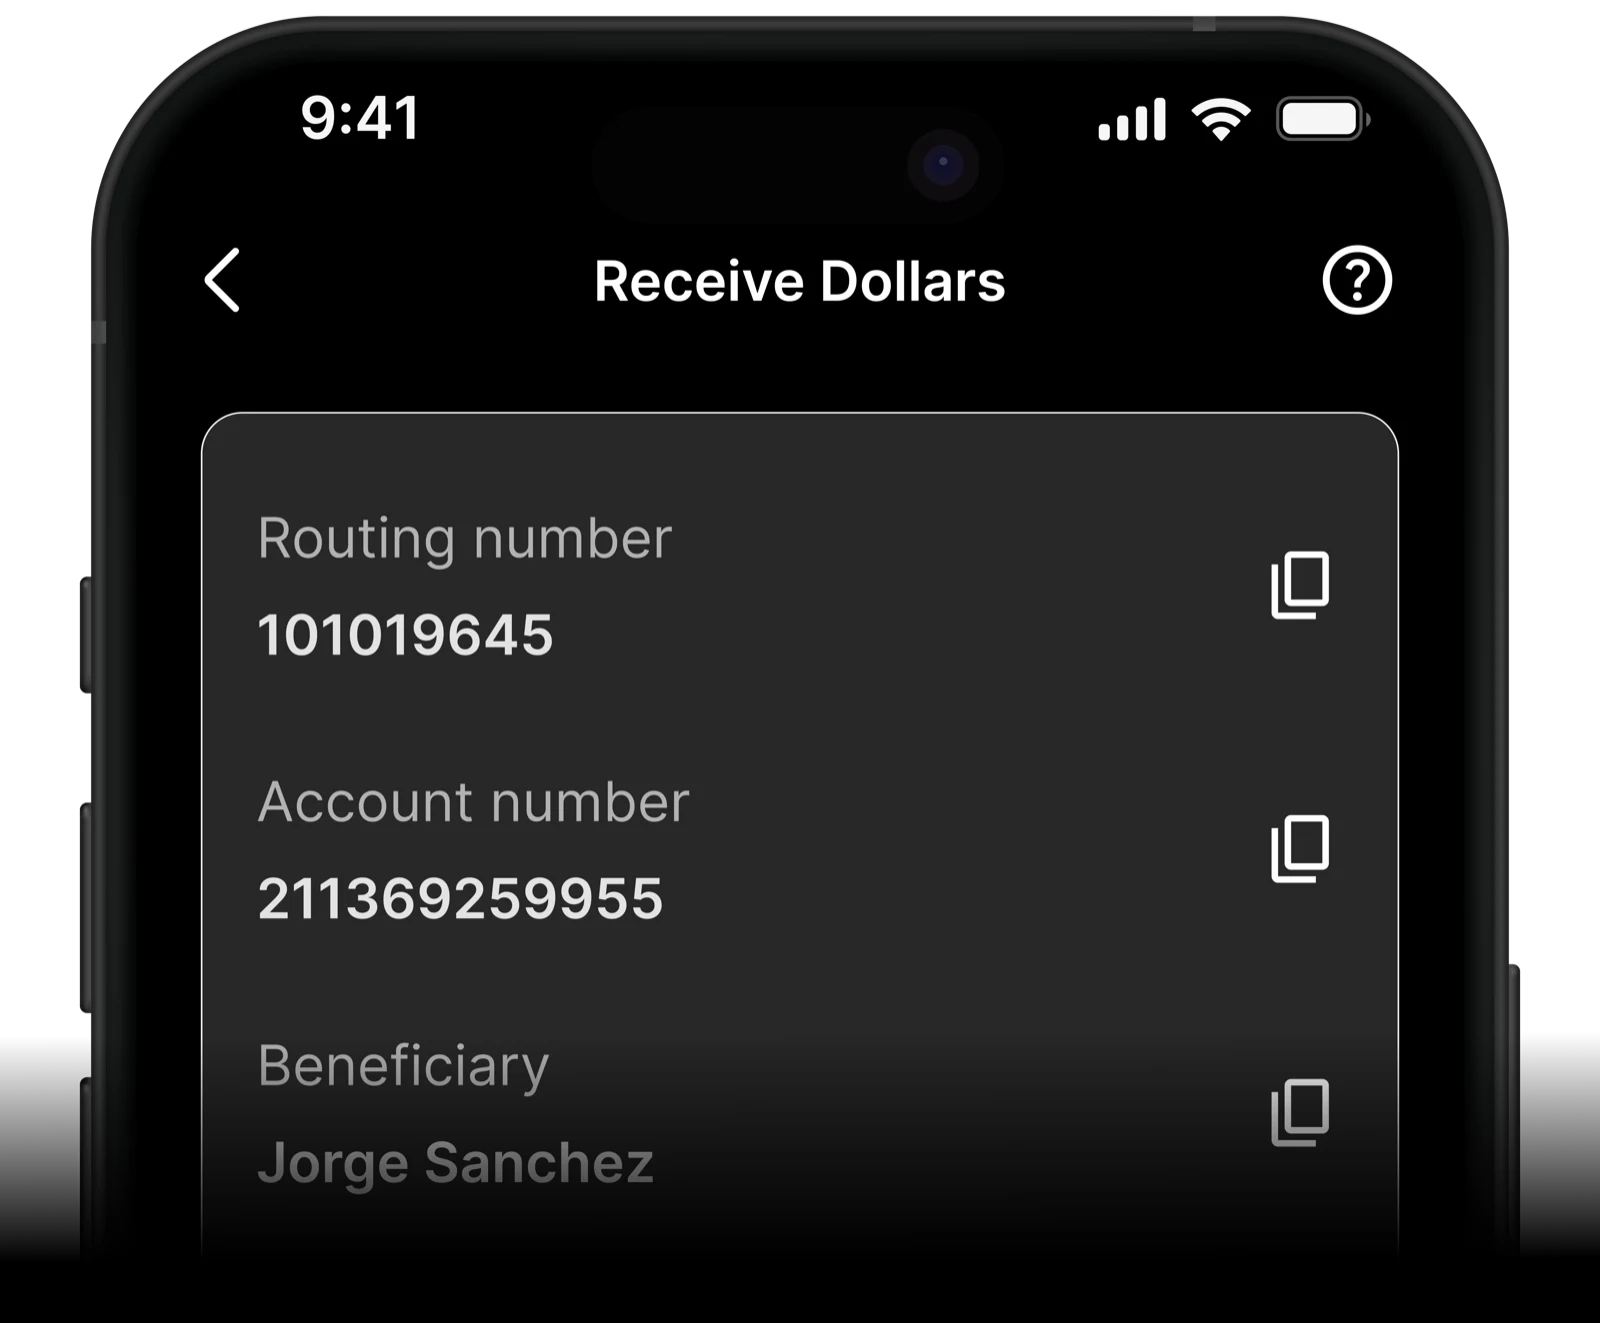 9:41
Receive Dollars
Routing number
101019645
Account number
211369259955
Beneficiary
Jorge Sanchez